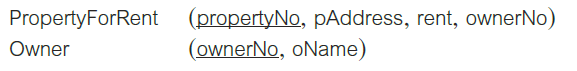 PropertyForRent (propertyNo, pAddress, rent, ownerNo)
Owner (ownerNo, oName)